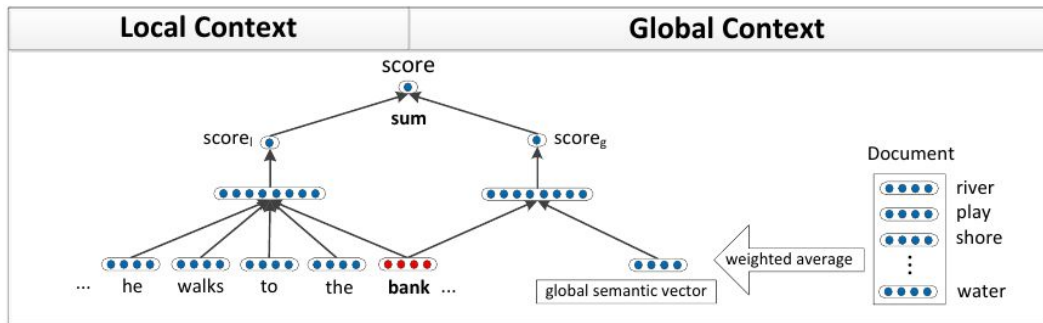 Local Context
Global Context
score
sum
scoreₗ
score_g
Document
river
play
shore
⋮
water
weighted average
... he walks to the bank ...
global semantic vector